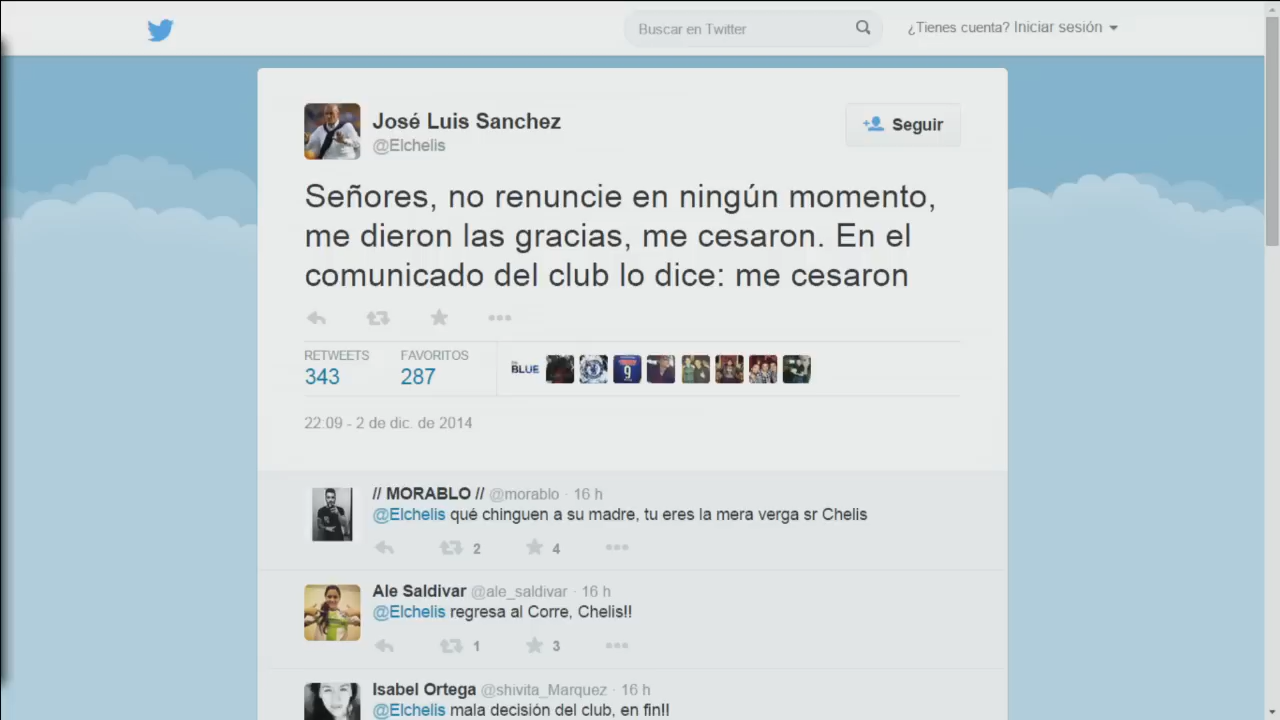 Buscar en Twitter
¿Tienes cuenta? Iniciar sesión
José Luis Sanchez
@Elchelis
Seguir
Señores, no renuncie en ningún momento,
me dieron las gracias, me cesaron. En el
comunicado del club lo dice: me cesaron
RETWEETS FAVORITOS
343 287
BLUE
9
22:09 - 2 de dic. de 2014
// MORABLO // @morablo · 16 h
@Elchelis qué chinguen a su madre, tu eres la mera verga sr Chelis
2 4
Ale Saldivar @ale_saldivar · 16 h
@Elchelis regresa al Corre, Chelis!!
1 3
Isabel Ortega @shivita_Marquez · 16 h
@Elchelis mala decisión del club, en fin!!